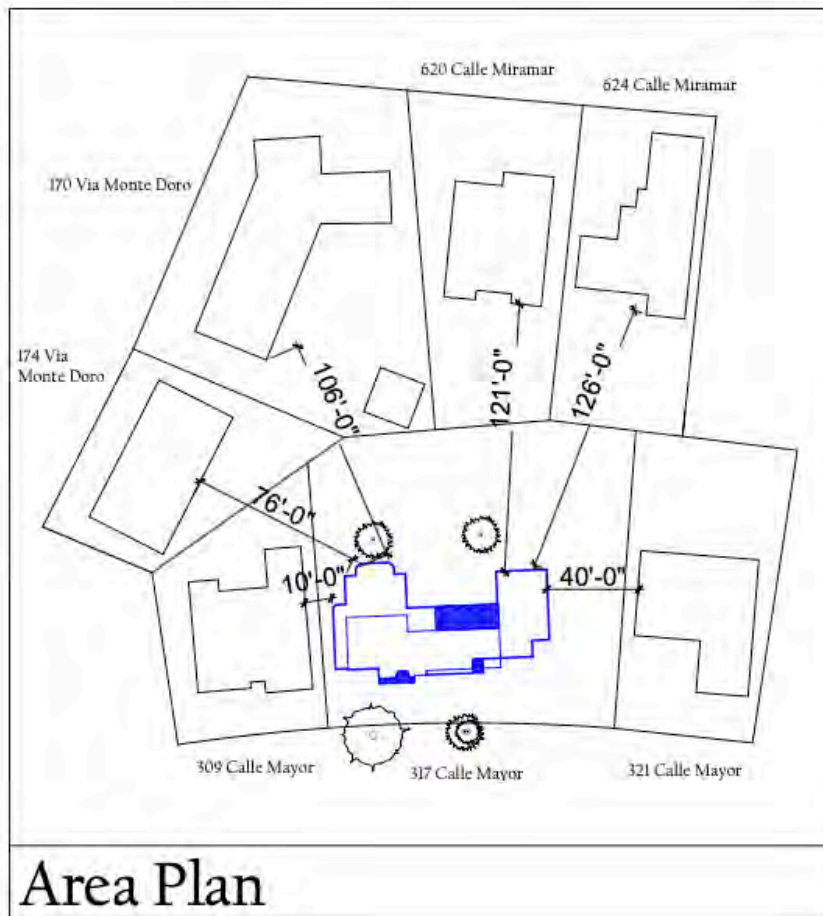 620 Calle Miramar
624 Calle Miramar
170 Via Monte Doro
174 Via
Monte Doro
106'-0"
121'-0"
126'-0"
76'-0"
10'-0"
40'-0"
309 Calle Mayor
317 Calle Mayor
321 Calle Mayor
Area Plan